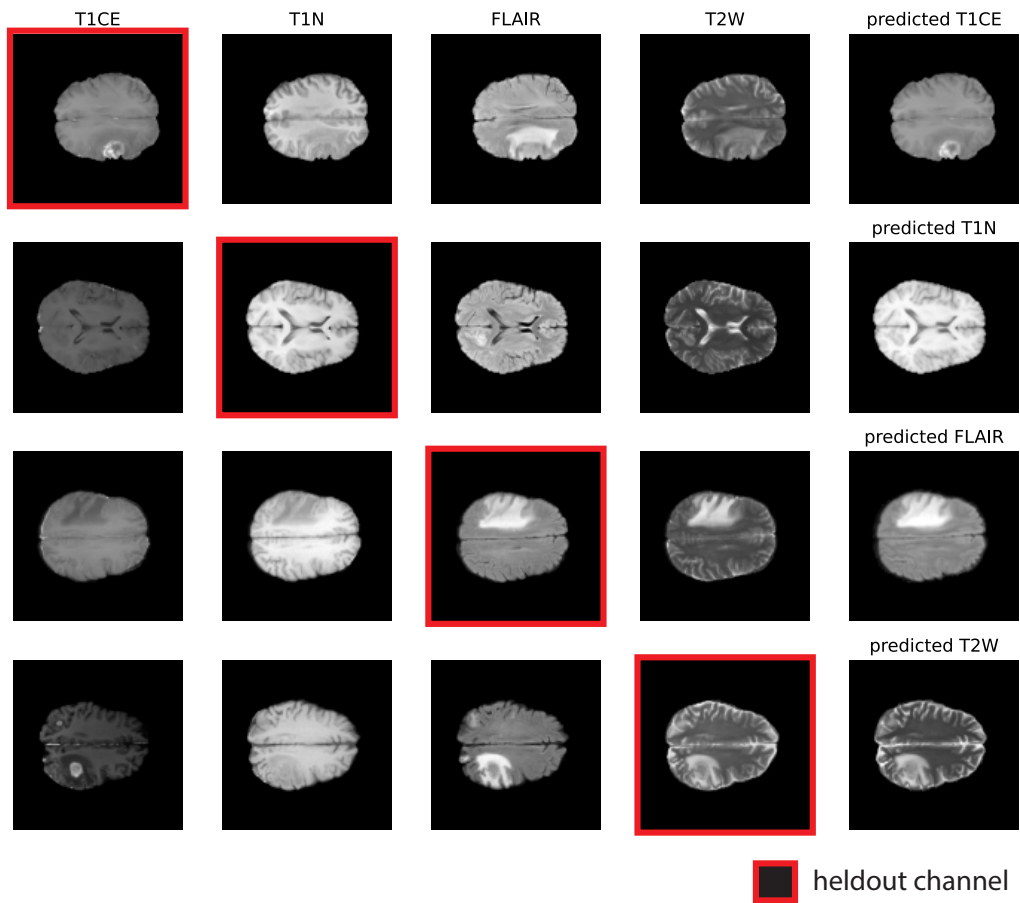 T1CE T1N FLAIR T2W predicted T1CE
predicted T1N
predicted FLAIR
predicted T2W
heldout channel